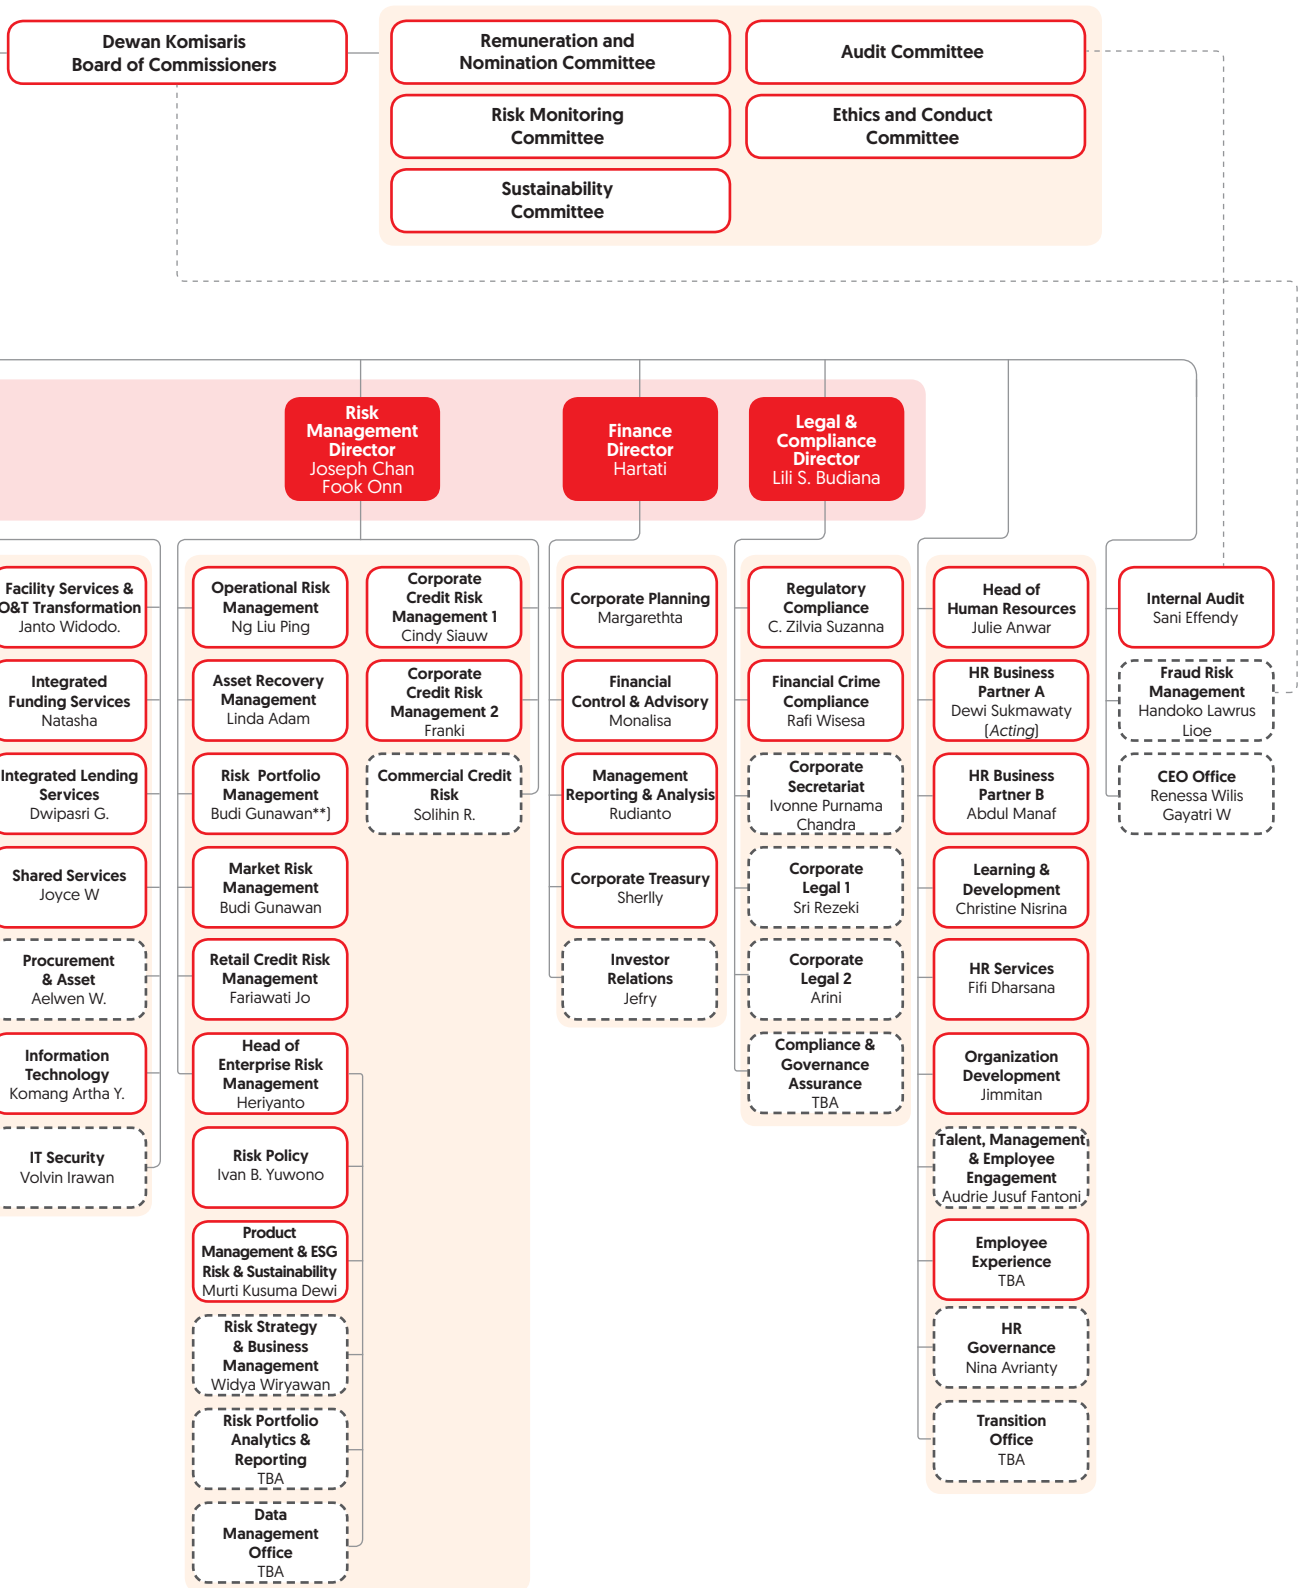 Dewan Komisaris
Board of Commissioners
Remuneration and
Nomination Committee
Audit Committee
Risk Monitoring
Committee
Ethics and Conduct
Committee
Sustainability
Committee
Risk
Management
Director
Joseph Chan
Fook Onn
Finance
Director
Hartati
Legal &
Compliance
Director
Lili S. Budiana
Facility Services &
O&T Transformation
Janto Widodo.
Integrated
Funding Services
Natasha
Integrated Lending
Services
Dwipasri G.
Shared Services
Joyce W
Procurement
& Asset
Aelwen W.
Information
Technology
Komang Artha Y.
IT Security
Volvin Irawan
Operational Risk
Management
Ng Liu Ping
Asset Recovery
Management
Linda Adam
Risk Portfolio
Management
Budi Gunawan**)
Market Risk
Management
Budi Gunawan
Retail Credit Risk
Management
Fariawati Jo
Head of
Enterprise Risk
Management
Heriyanto
Risk Policy
Ivan B. Yuwono
Product
Management & ESG
Risk & Sustainability
Murti Kusuma Dewi
Risk Strategy
& Business
Management
Widya Wiryawan
Risk Portfolio
Analytics &
Reporting
TBA
Data
Management
Office
TBA
Corporate
Credit Risk
Management 1
Cindy Siauw
Corporate
Credit Risk
Management 2
Franki
Commercial Credit
Risk
Solihin R.
Corporate Planning
Margarethta
Financial
Control & Advisory
Monalisa
Management
Reporting & Analysis
Rudianto
Corporate Treasury
Sherlly
Investor
Relations
Jefry
Regulatory
Compliance
C. Zilvia Suzanna
Financial Crime
Compliance
Rafi Wisesa
Corporate
Secretariat
Ivonne Purnama
Chandra
Corporate
Legal 1
Sri Rezeki
Corporate
Legal 2
Arini
Compliance &
Governance
Assurance
TBA
Head of
Human Resources
Julie Anwar
HR Business
Partner A
Dewi Sukmawaty
(Acting)
HR Business
Partner B
Abdul Manaf
Learning &
Development
Christine Nisrina
HR Services
Fifi Dharsana
Organization
Development
Jimmitan
Talent, Management
& Employee
Engagement
Audrie Jusuf Fantoni
Employee
Experience
TBA
HR
Governance
Nina Avrianty
Transition
Office
TBA
Internal Audit
Sani Effendy
Fraud Risk
Management
Handoko Lawrus
Lioe
CEO Office
Renessa Wilis
Gayatri W